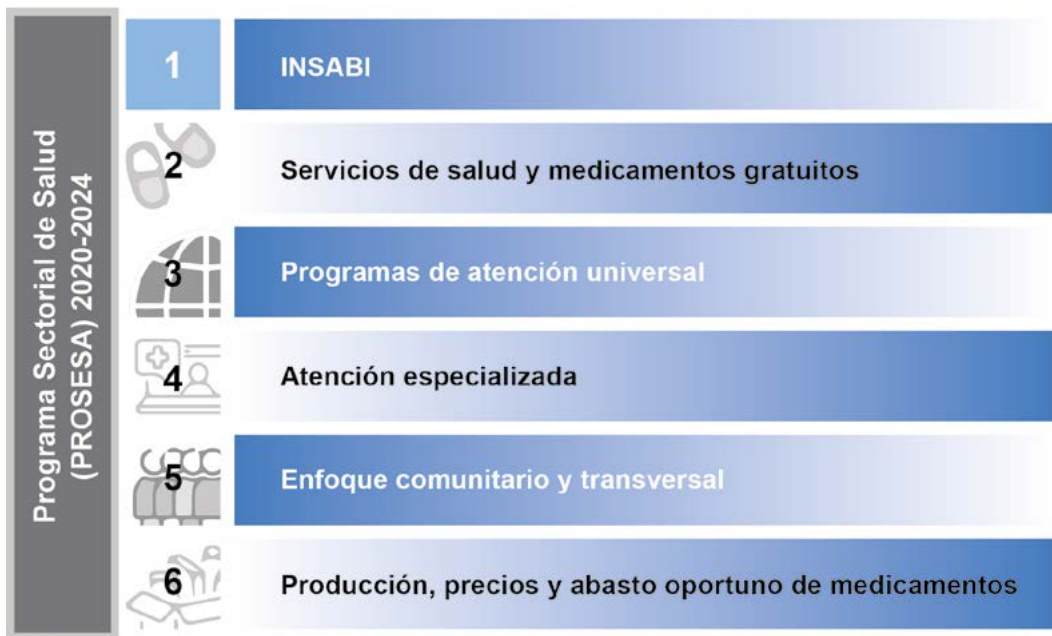 Programa Sectorial de Salud
(PROSESA) 2020-2024
1
INSABI
2
Servicios de salud y medicamentos gratuitos
3
Programas de atención universal
4
Atención especializada
5
Enfoque comunitario y transversal
6
Producción, precios y abasto oportuno de medicamentos